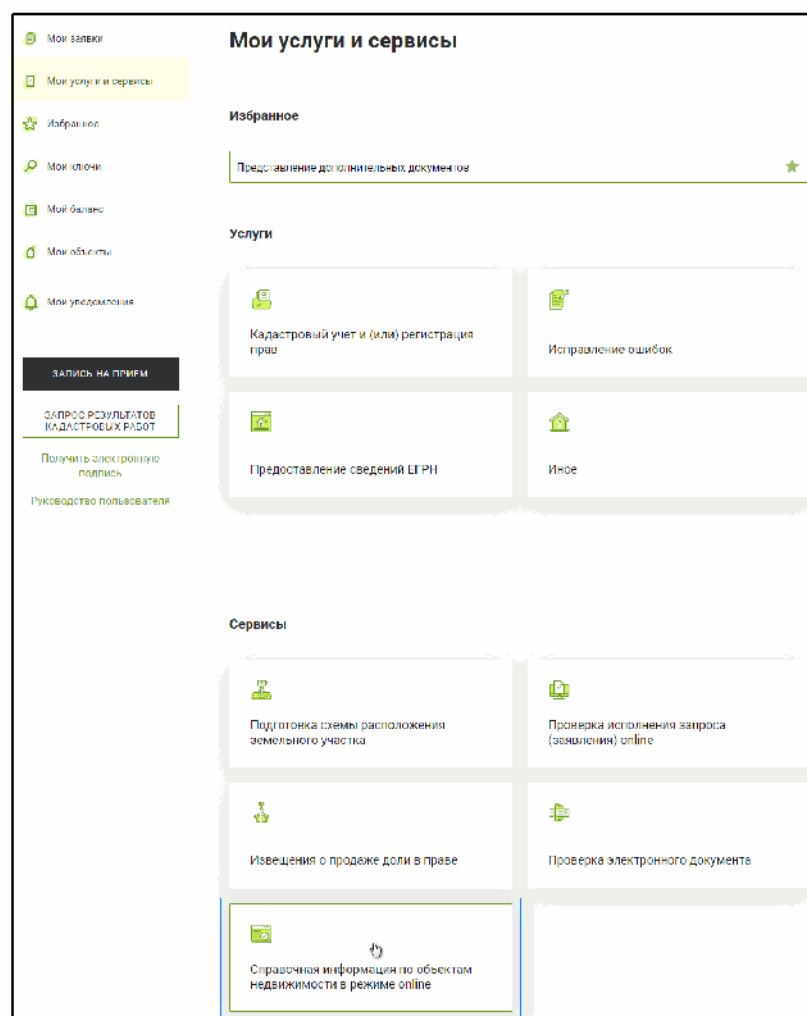 Мои заявки
Мои услуги и сервисы
Избранное
Мои ключи
Мой баланс
Мои объекты
Мои уведомления
ЗАПИСЬ НА ПРИЕМ
ЗАПРОС РЕЗУЛЬТАТОВ
КАДАСТРОВЫХ РАБОТ
Получить электронную
подпись
Руководство пользователя
Мои услуги и сервисы
Избранное
Представление дополнительных документов
Услуги
Кадастровый учет и (или) регистрация
прав
Исправление ошибок
Предоставление сведений ЕГРН
Иное
Сервисы
Подготовка схемы расположения
земельного участка
Проверка исполнения запроса
(заявления) online
Извещения о продаже доли в праве
Проверка электронного документа
Справочная информация по объектам
недвижимости в режиме online